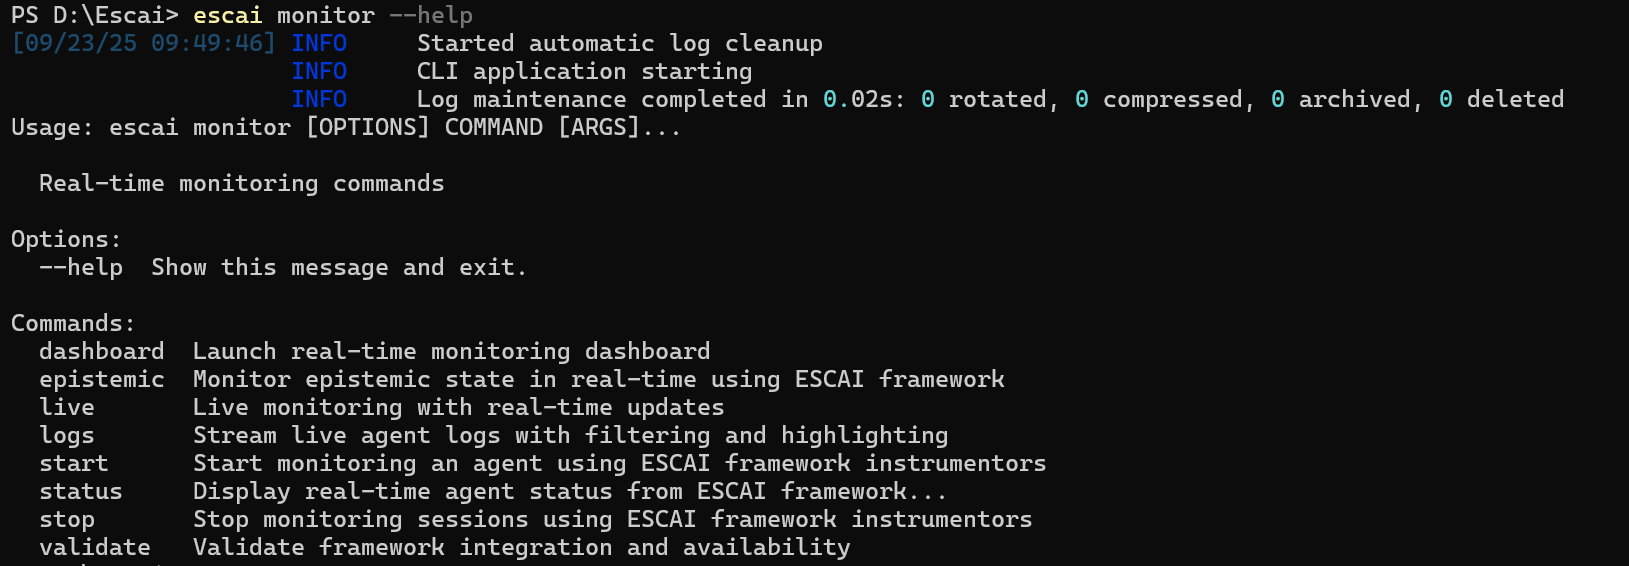 PS D:\Escai> escai monitor --help
[09/23/25 09:49:46] INFO     Started automatic log cleanup
                    INFO     CLI application starting
                    INFO     Log maintenance completed in 0.02s: 0 rotated, 0 compressed, 0 archived, 0 deleted
Usage: escai monitor [OPTIONS] COMMAND [ARGS]...

  Real-time monitoring commands

Options:
  --help  Show this message and exit.

Commands:
  dashboard  Launch real-time monitoring dashboard
  epistemic  Monitor epistemic state in real-time using ESCAI framework
  live       Live monitoring with real-time updates
  logs       Stream live agent logs with filtering and highlighting
  start      Start monitoring an agent using ESCAI framework instrumentors
  status     Display real-time agent status from ESCAI framework...
  stop       Stop monitoring sessions using ESCAI framework instrumentors
  validate   Validate framework integration and availability